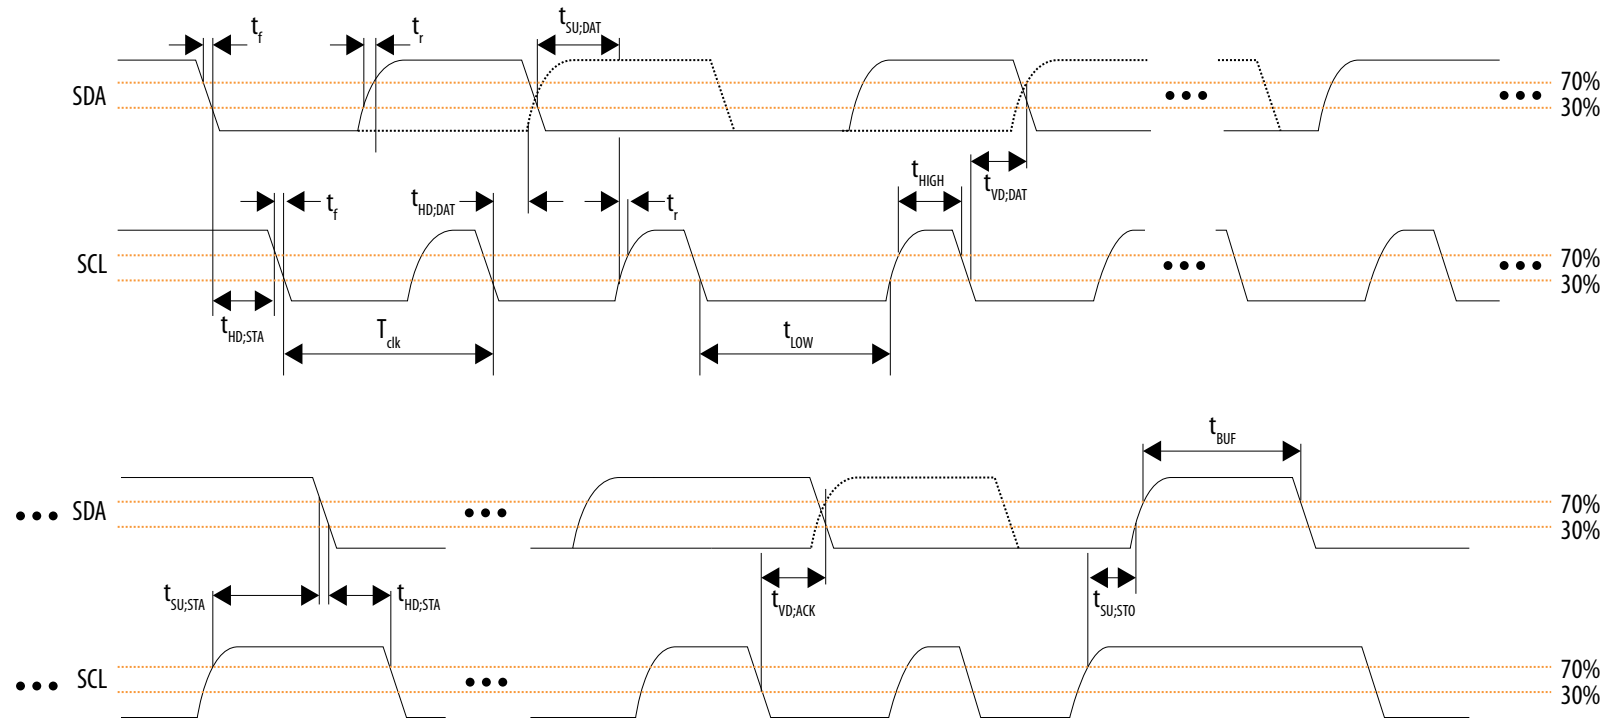 t_f
t_r
t_SU;DAT
SDA
70%
30%
t_f
t_HD;DAT
t_r
t_HIGH
t_VD;DAT
SCL
70%
30%
t_HD;STA
T_clk
t_LOW
t_BUF
SDA
70%
30%
t_SU;STA
t_HD;STA
t_VD;ACK
t_SU;STO
SCL
70%
30%